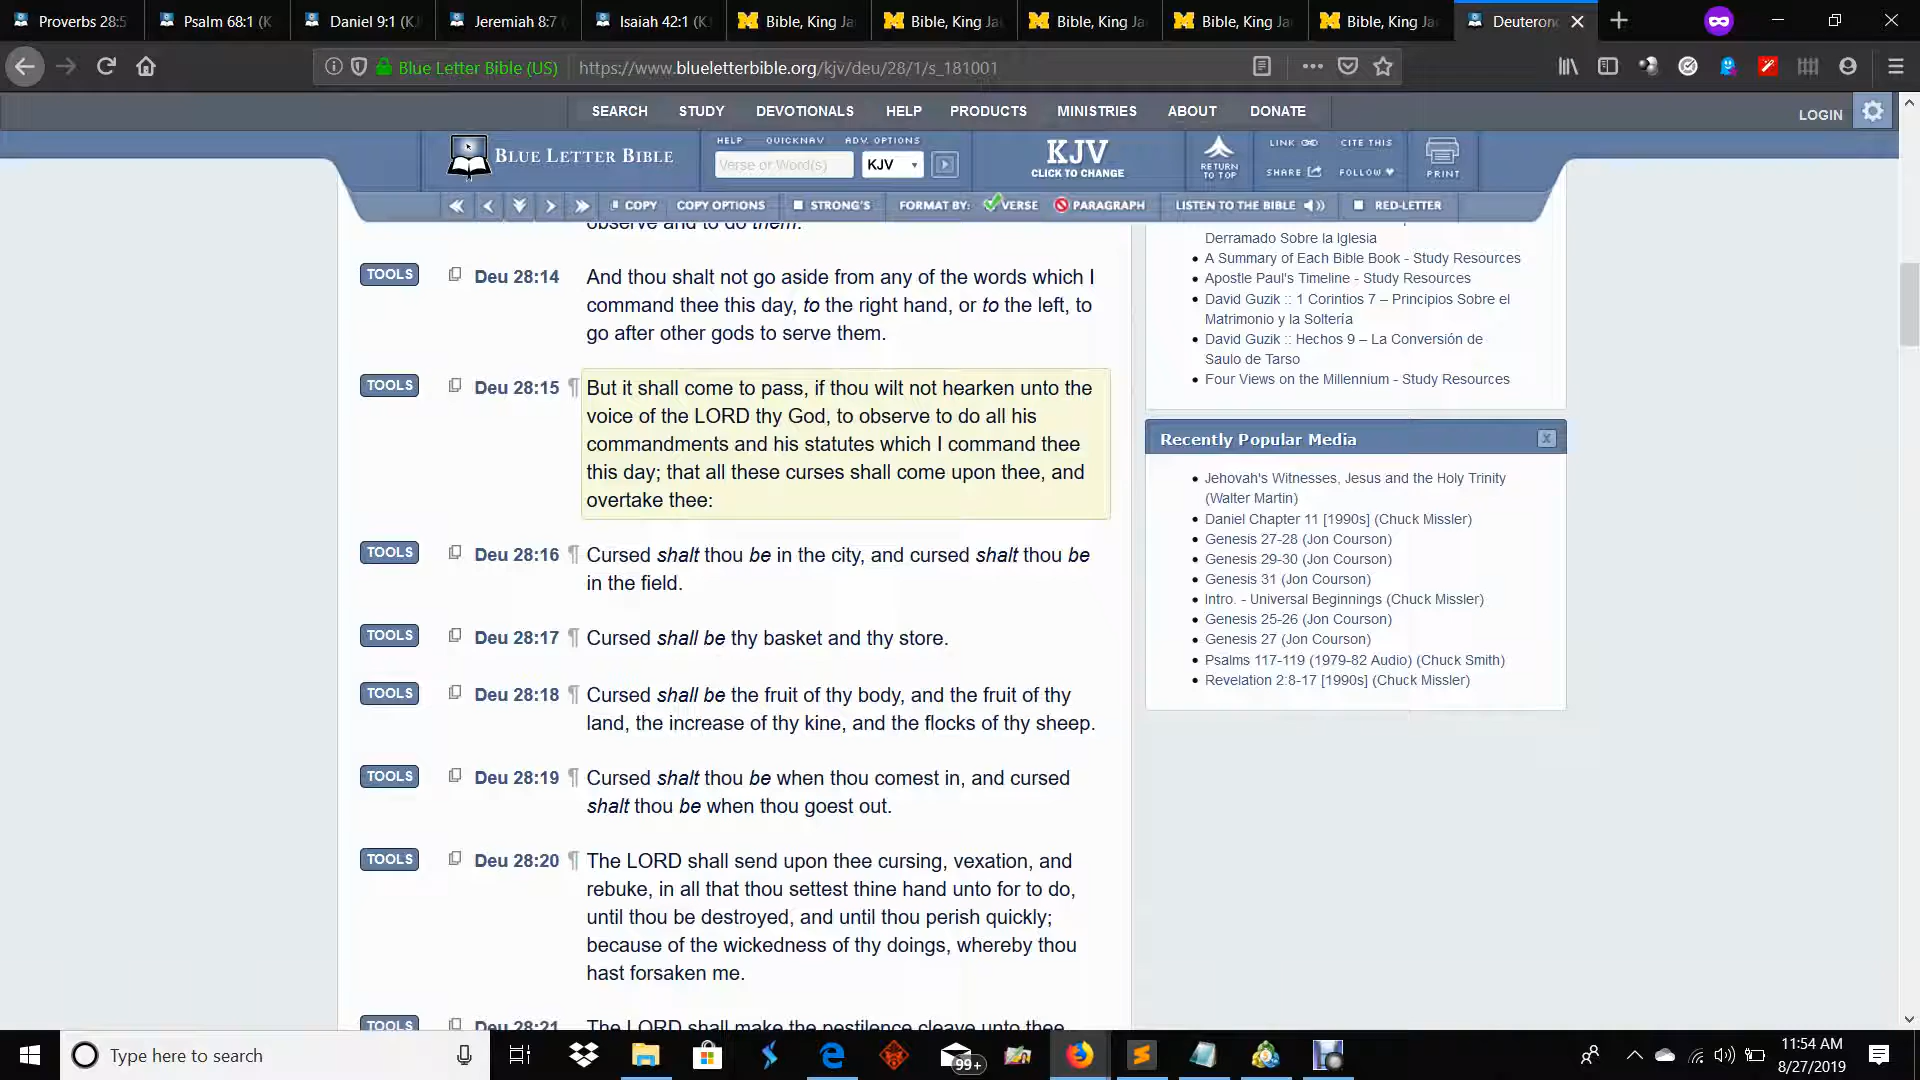 Proverbs 28:5
Psalm 68:1 (K
Daniel 9:1 (K
Jeremiah 8:7
Isaiah 42:1 (K
Bible, King Ja
Bible, King Ja
Bible, King Ja
Bible, King Ja
Bible, King Ja
Deuteron
Blue Letter Bible (US)
https://www.blueletterbible.org/kjv/deu/28/1/s_181001
SEARCH STUDY DEVOTIONALS HELP PRODUCTS MINISTRIES ABOUT DONATE
LOGIN
BLUE LETTER BIBLE
HELP QUICKNAV ADV. OPTIONS
Verse or Word(s) KJV
KJV
CLICK TO CHANGE
RETURN
TO TOP
LINK CITE THIS
SHARE FOLLOW
PRINT
COPY COPY OPTIONS STRONG'S FORMAT BY: VERSE PARAGRAPH LISTEN TO THE BIBLE RED-LETTER
observe and to do them.
TOOLS Deu 28:14 And thou shalt not go aside from any of the words which I
command thee this day, to the right hand, or to the left, to
go after other gods to serve them.
TOOLS Deu 28:15 ¶ But it shall come to pass, if thou wilt not hearken unto the
voice of the LORD thy God, to observe to do all his
commandments and his statutes which I command thee
this day; that all these curses shall come upon thee, and
overtake thee:
TOOLS Deu 28:16 ¶ Cursed shalt thou be in the city, and cursed shalt thou be
in the field.
TOOLS Deu 28:17 ¶ Cursed shall be thy basket and thy store.
TOOLS Deu 28:18 ¶ Cursed shall be the fruit of thy body, and the fruit of thy
land, the increase of thy kine, and the flocks of thy sheep.
TOOLS Deu 28:19 ¶ Cursed shalt thou be when thou comest in, and cursed
shalt thou be when thou goest out.
TOOLS Deu 28:20 ¶ The LORD shall send upon thee cursing, vexation, and
rebuke, in all that thou settest thine hand unto for to do,
until thou be destroyed, and until thou perish quickly;
because of the wickedness of thy doings, whereby thou
hast forsaken me.
TOOLS Deu 28:21 The LORD shall make the pestilence cleave unto thee
Derramado Sobre la Iglesia
A Summary of Each Bible Book - Study Resources
Apostle Paul's Timeline - Study Resources
David Guzik :: 1 Corintios 7 – Principios Sobre el
Matrimonio y la Soltería
David Guzik :: Hechos 9 – La Conversión de
Saulo de Tarso
Four Views on the Millennium - Study Resources
Recently Popular Media x
Jehovah's Witnesses, Jesus and the Holy Trinity
(Walter Martin)
Daniel Chapter 11 [1990s] (Chuck Missler)
Genesis 27-28 (Jon Courson)
Genesis 29-30 (Jon Courson)
Genesis 31 (Jon Courson)
Intro. - Universal Beginnings (Chuck Missler)
Genesis 25-26 (Jon Courson)
Genesis 27 (Jon Courson)
Psalms 117-119 (1979-82 Audio) (Chuck Smith)
Revelation 2:8-17 [1990s] (Chuck Missler)
Type here to search
99+
11:54 AM
8/27/2019